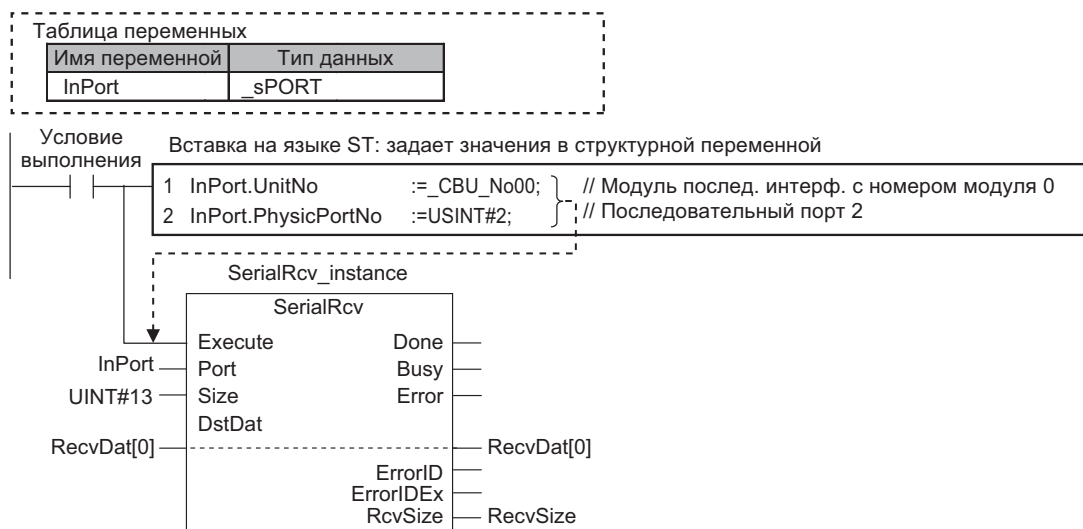 Таблица переменных
Имя переменной Тип данных
InPort _sPORT
Условие
выполнения
Вставка на языке ST: задает значения в структурной переменной
1 InPort.UnitNo :=_CBU_No00; // Модуль послед. интерф. с номером модуля 0
2 InPort.PhysicPortNo :=USINT#2; // Последовательный порт 2
SerialRcv_instance
SerialRcv
Execute Done
InPort Port Busy
UINT#13 Size Error
DstDat
RecvDat[0] RecvDat[0]
ErrorID
ErrorIDEx
RcvSize RecvSize